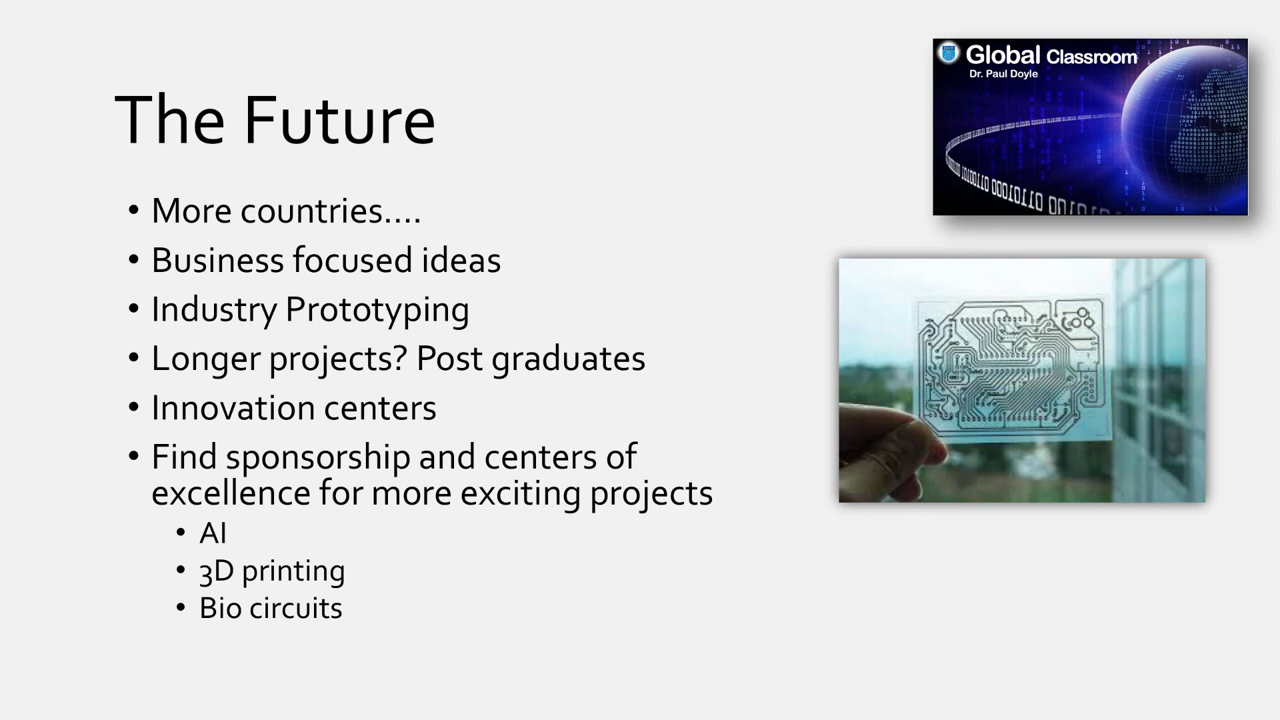 Global Classroom
Dr. Paul Doyle
The Future
• More countries....
• Business focused ideas
• Industry Prototyping
• Longer projects? Post graduates
• Innovation centers
• Find sponsorship and centers of
excellence for more exciting projects
• AI
• 3D printing
• Bio circuits